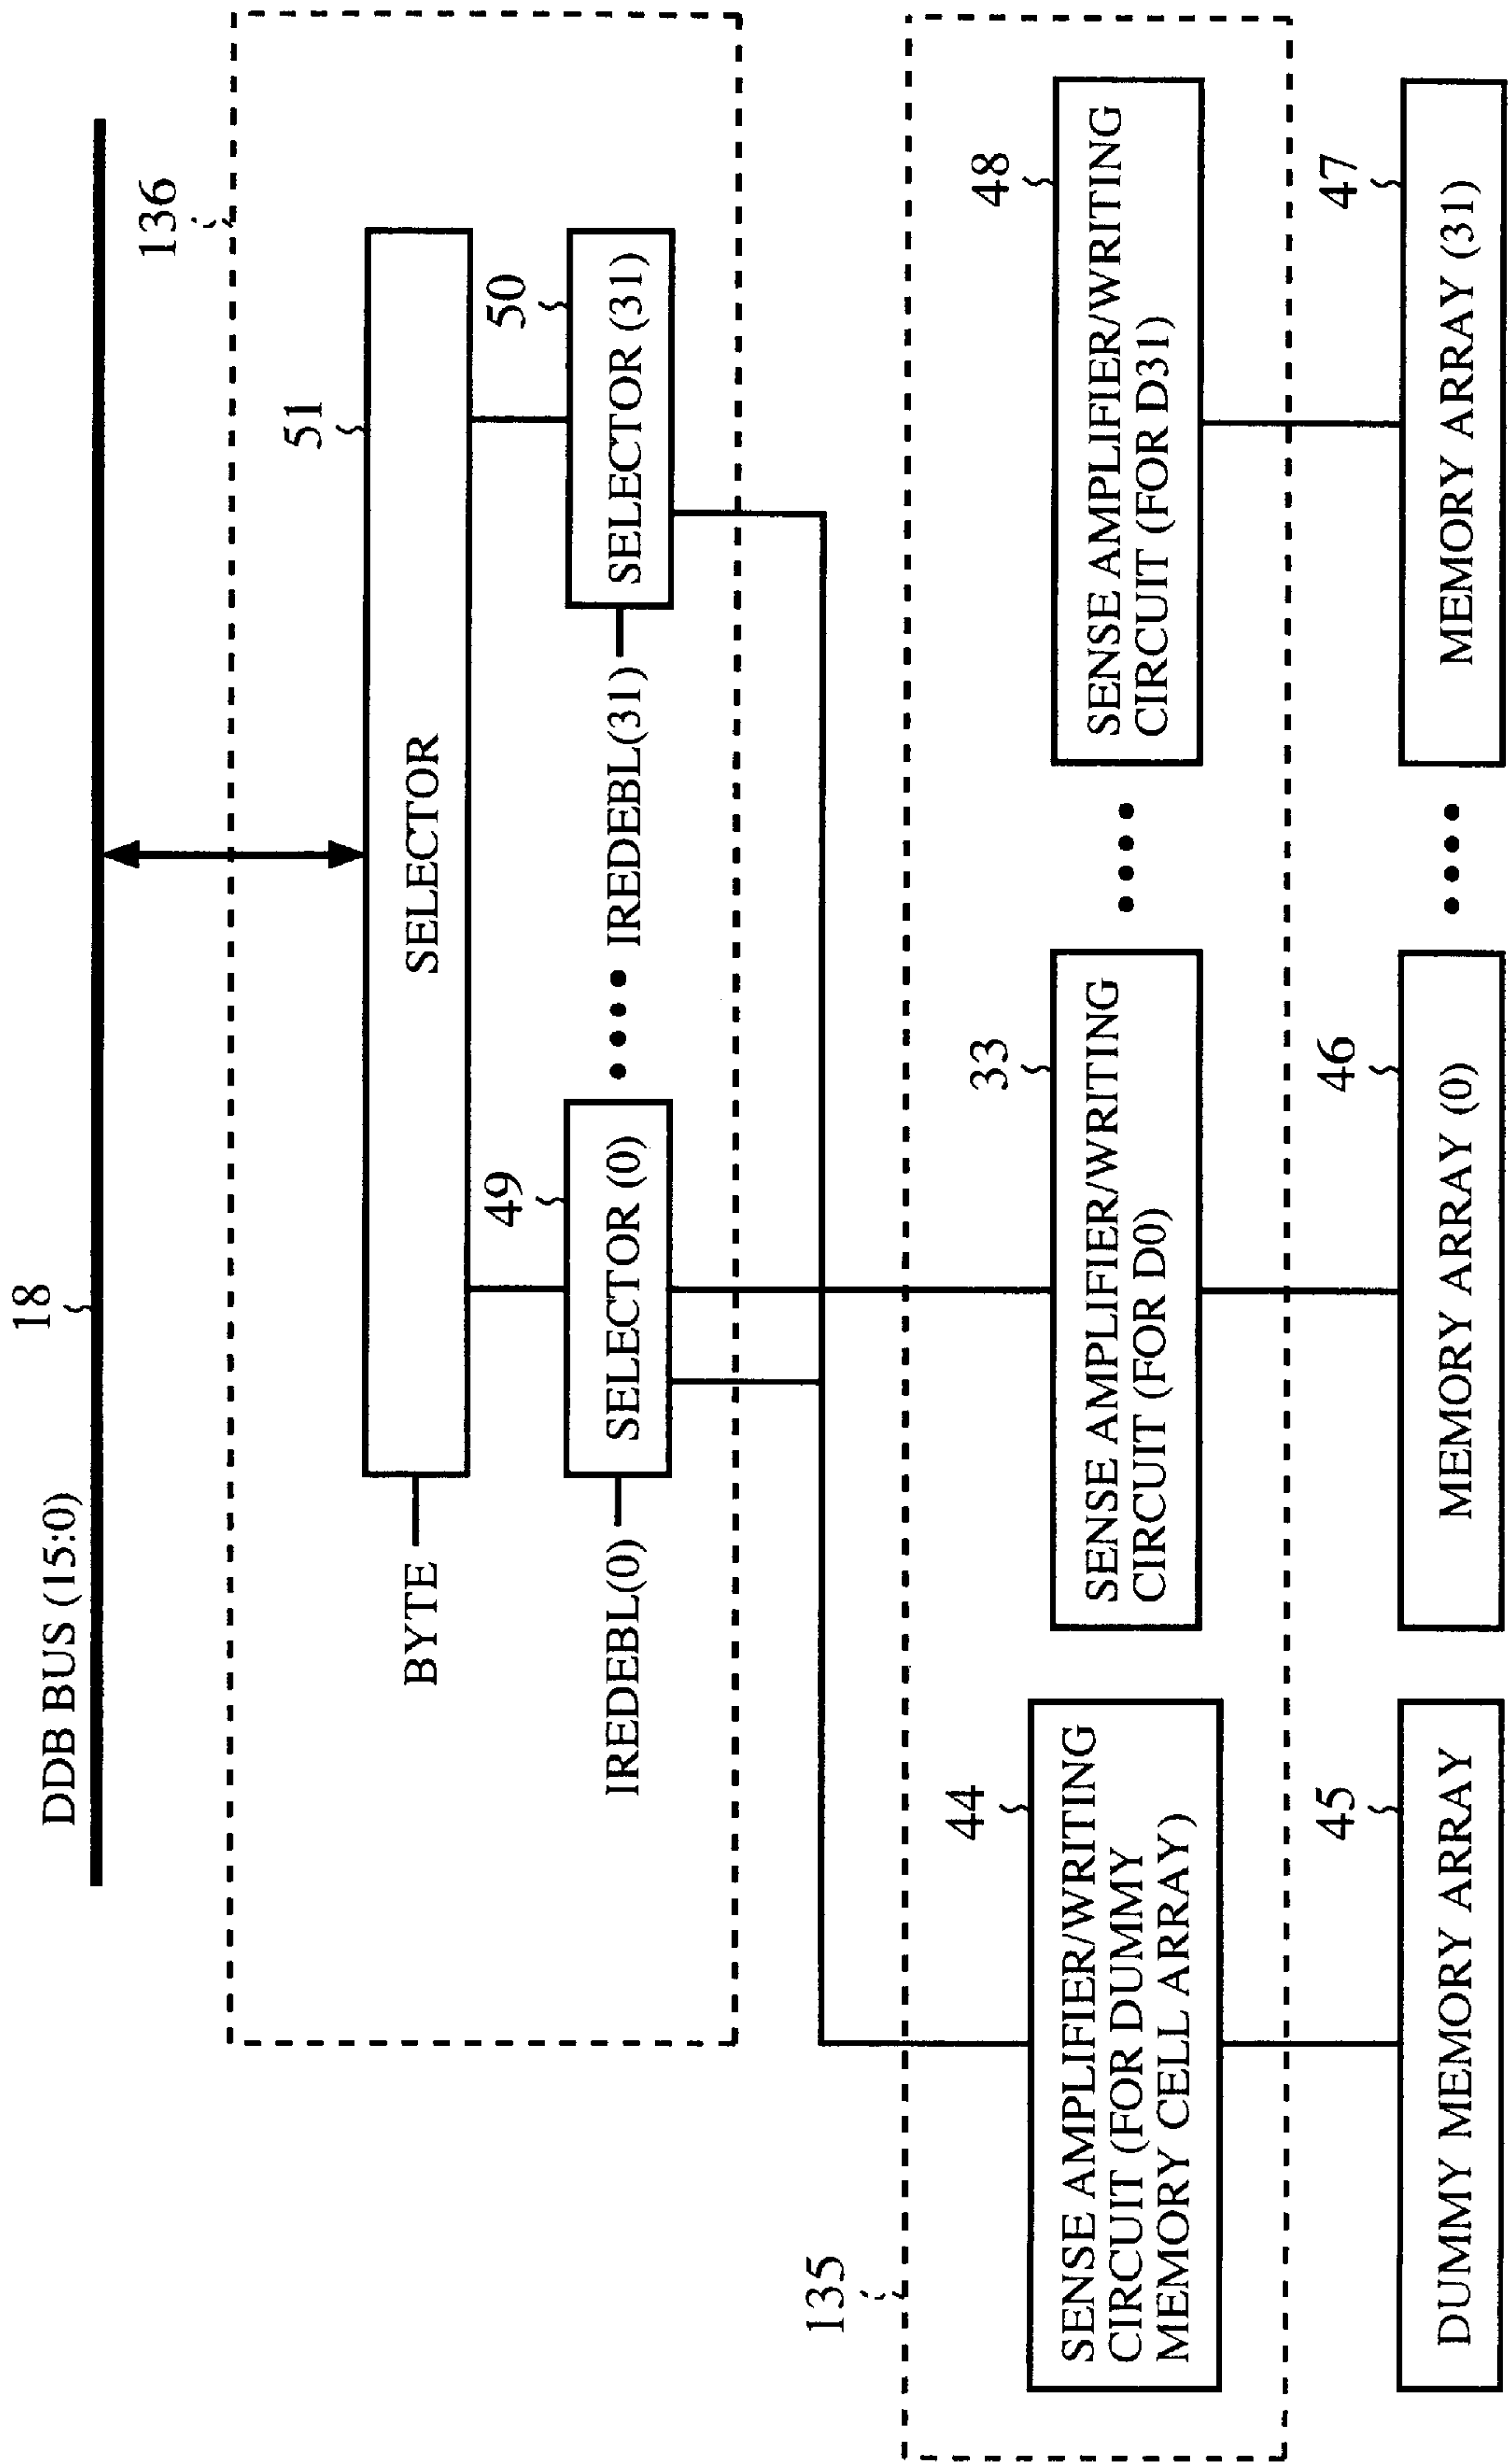 18
DDB BUS (15:0)
136
51
SELECTOR
BYTE
49
50
IREDEBL(0)
SELECTOR (0)
IREDEBL(31)
SELECTOR (31)
135
44
SENSE AMPLIFIER/WRITING
CIRCUIT (FOR DUMMY
MEMORY CELL ARRAY)
33
SENSE AMPLIFIER/WRITING
CIRCUIT (FOR D0)
48
SENSE AMPLIFIER/WRITING
CIRCUIT (FOR D31)
45
DUMMY MEMORY ARRAY
46
MEMORY ARRAY (0)
47
MEMORY ARRAY (31)